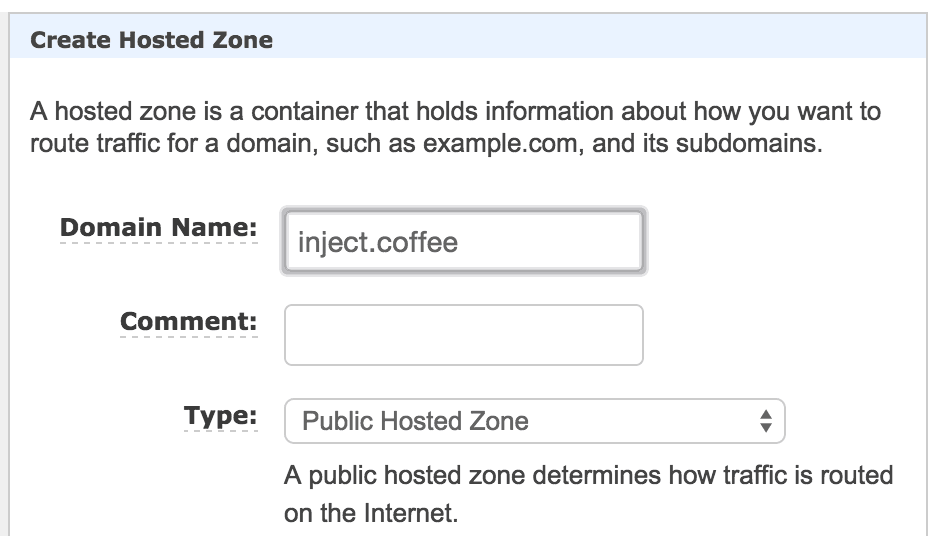 Create Hosted Zone
A hosted zone is a container that holds information about how you want to
route traffic for a domain, such as example.com, and its subdomains.
Domain Name: inject.coffee
Comment:
Type: Public Hosted Zone
A public hosted zone determines how traffic is routed
on the Internet.